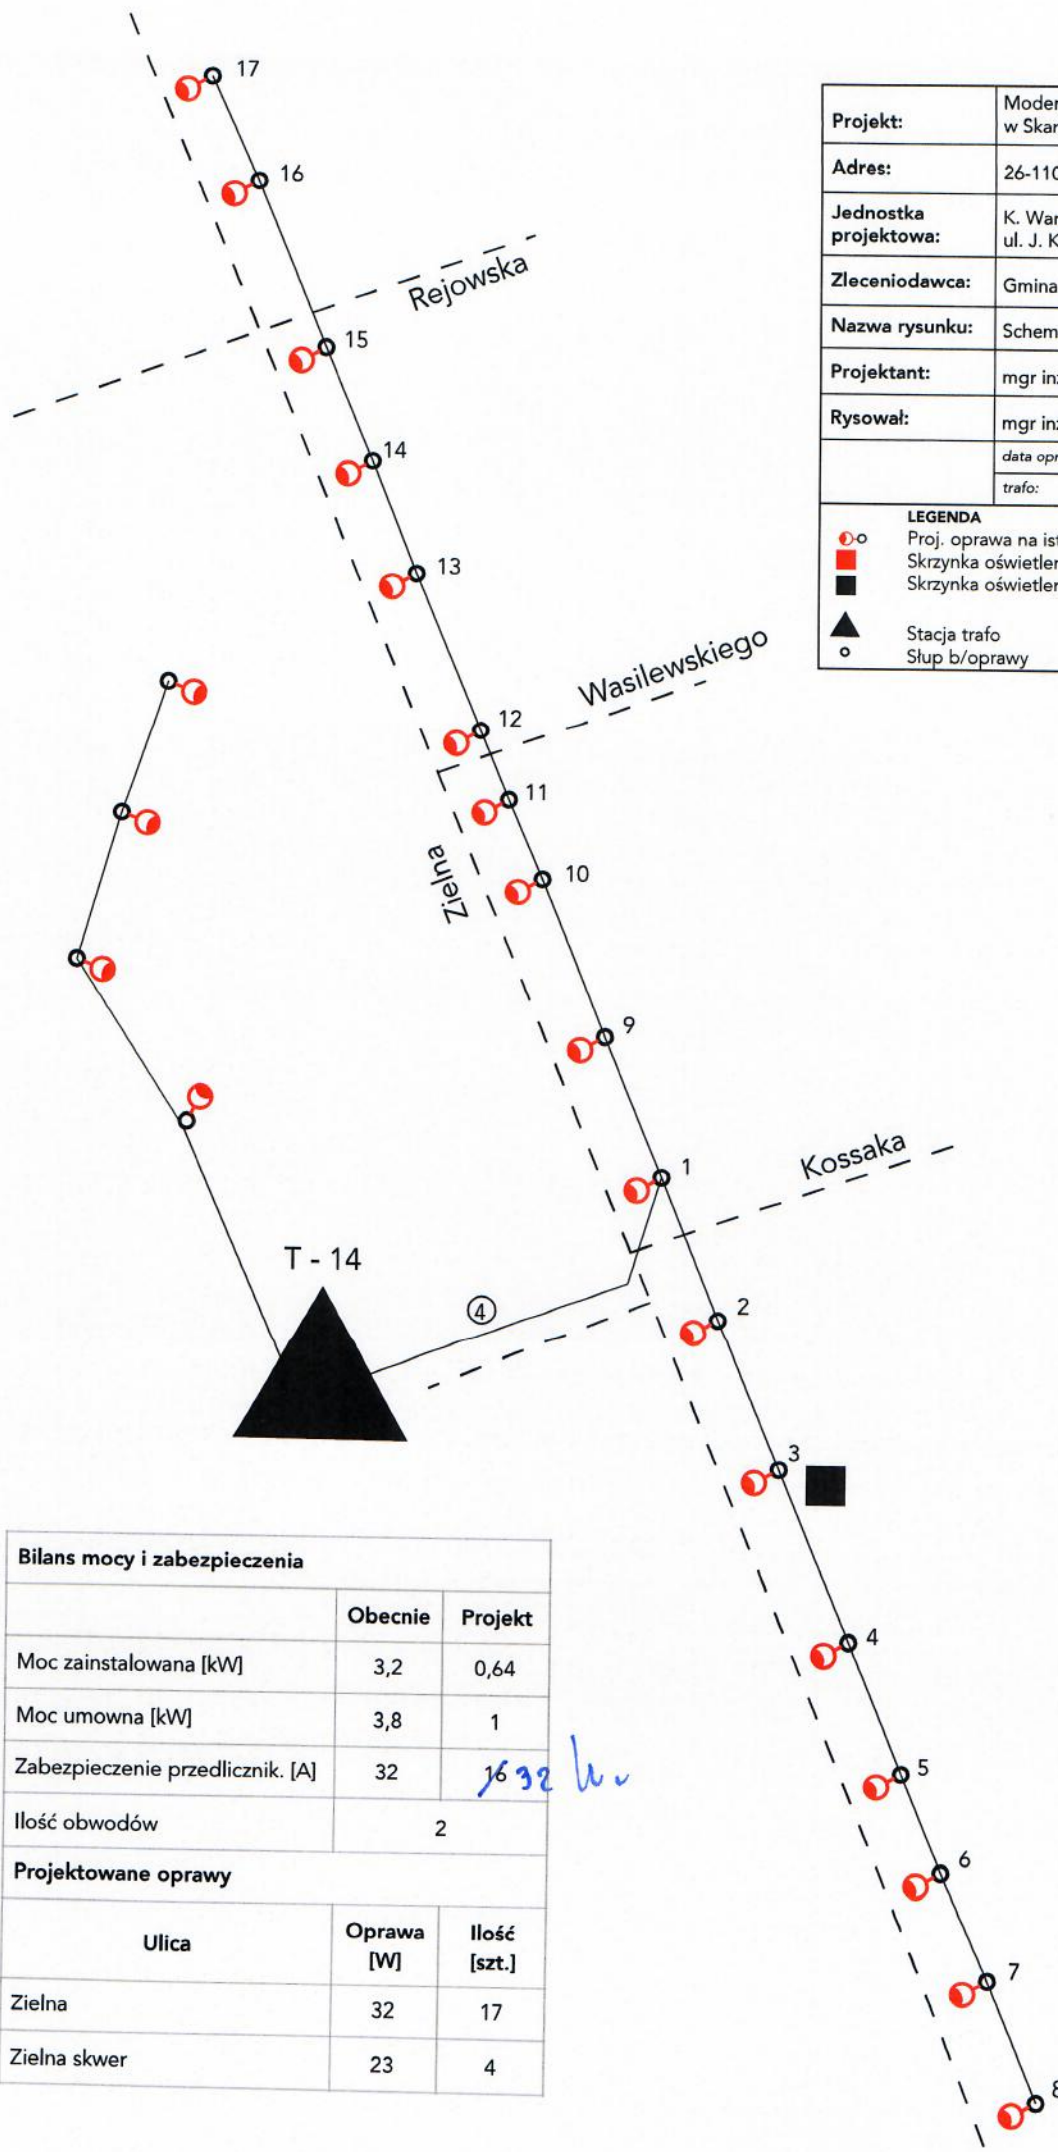 17
16
Rejowska
15
14
13
Wasilewskiego
12
11
Zielna
10
9
Kossaka
1
T - 14
4
2
3
4
5
6
7
8
Projekt:
Adres: 26-110
Jednostka projektowa: K. War
ul. J. K
Zleceniodawca: Gmina
Nazwa rysunku: Schem
Projektant: mgr in
Rysował: mgr in
data opr
trafo:
LEGENDA
Proj. oprawa na ist
Skrzynka oświetlen
Skrzynka oświetlen
Stacja trafo
Słup b/oprawy
Bilans mocy i zabezpieczenia
Obecnie Projekt
Moc zainstalowana [kW] 3,2 0,64
Moc umowna [kW] 3,8 1
Zabezpieczenie przedlicznik. [A] 32 16 32
Ilość obwodów 2
Projektowane oprawy
Ulica Oprawa [W] Ilość [szt.]
Zielna 32 17
Zielna skwer 23 4